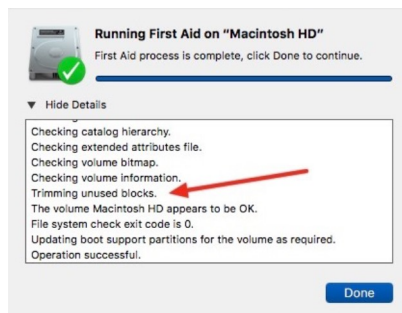 Running First Aid on “Macintosh HD”
First Aid process is complete, click Done to continue.
Hide Details
Checking catalog hierarchy.
Checking extended attributes file.
Checking volume bitmap.
Checking volume information.
Trimming unused blocks.
The volume Macintosh HD appears to be OK.
File system check exit code is 0.
Updating boot support partitions for the volume as required.
Operation successful.
Done